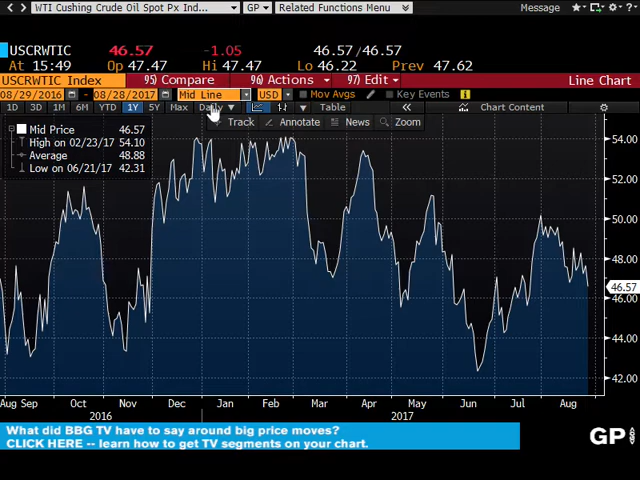 WTI Cushing Crude Oil Spot Px Ind... GP Related Functions Menu Message
USCRWTIC 46.57 -1.05 46.57/46.57
At 15:49 Op 47.47 Hi 47.47 Lo 46.22 Prev 47.62
USCRWTIC Index 95) Compare 96) Actions 97) Edit Line Chart
08/29/2016 - 08/28/2017 Mid Line USD Mov Avgs Key Events
1D 3D 1M 6M YTD 1Y 5Y Max Daily Table Chart Content
Track Annotate News Zoom
Mid Price 46.57
High on 02/23/17 54.10
Average 48.88
Low on 06/21/17 42.31
54.00
52.00
50.00
48.00
46.57
46.00
44.00
42.00
Aug Sep Oct Nov Dec Jan Feb Mar Apr May Jun Jul Aug
2016 2017
What did BBG TV have to say around big price moves?
CLICK HERE -- learn how to get TV segments on your chart.
GP